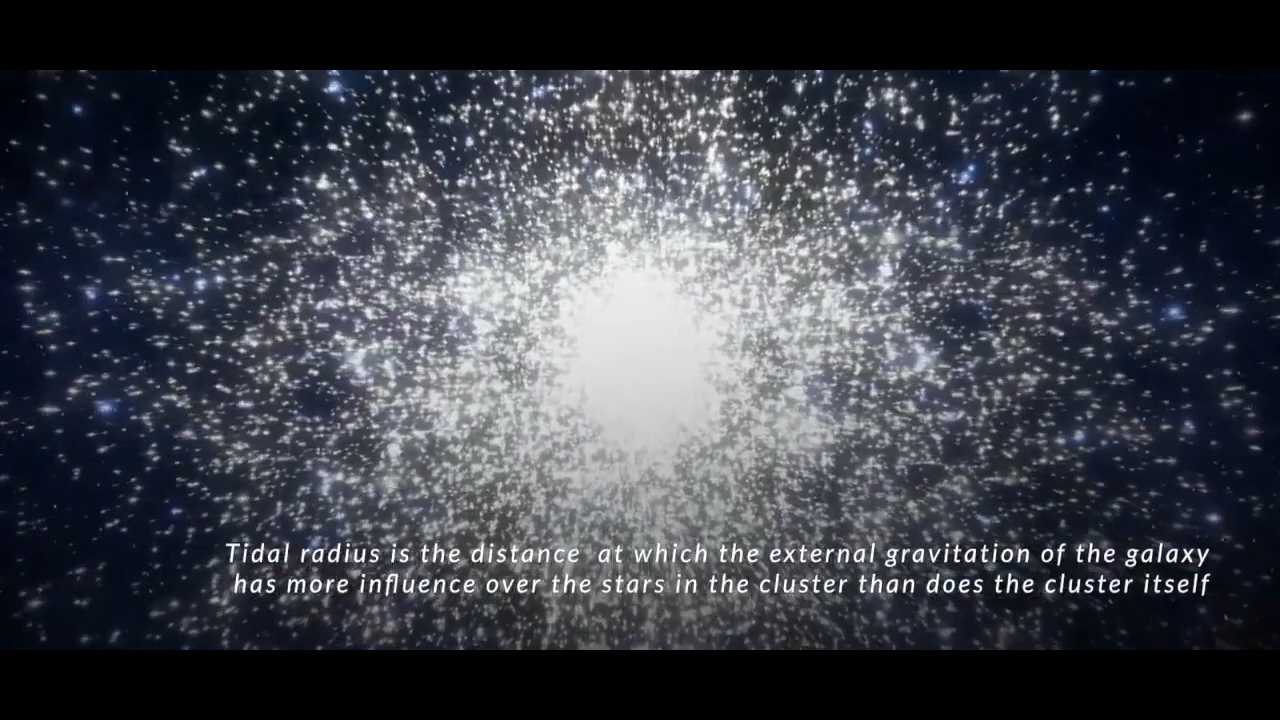 Tidal radius is the distance  at which the external gravitation of the galaxy
has more influence over the stars in the cluster than does the cluster itself